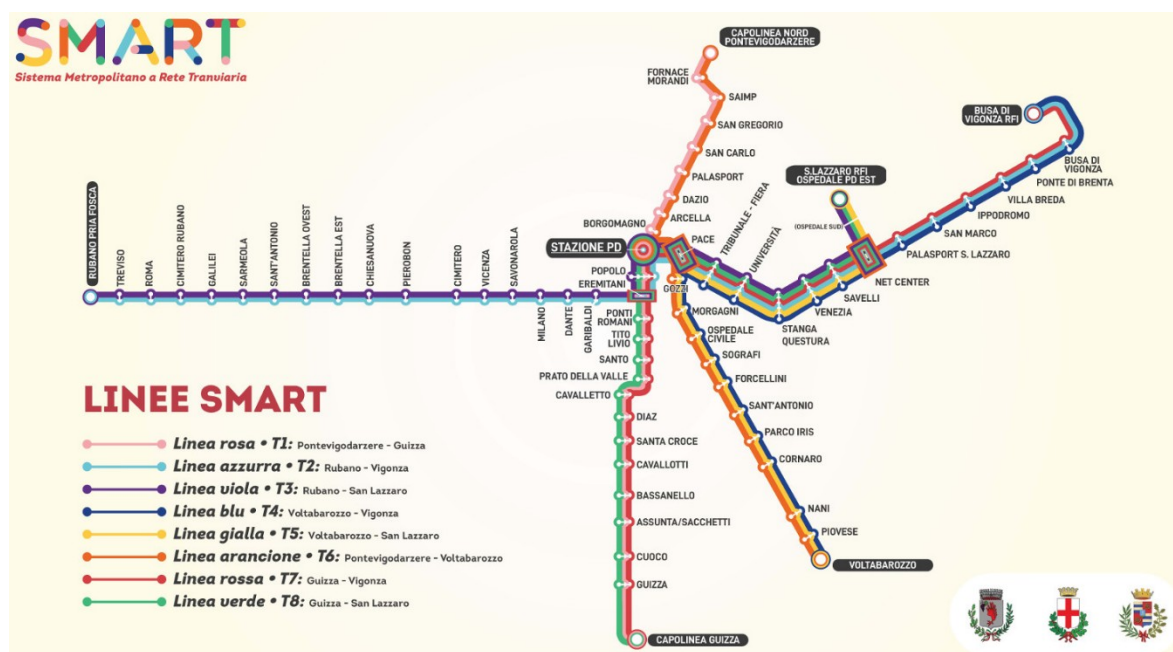 SMART
Sistema Metropolitano a Rete Tranviaria
CAPOLINEA NORD
PONTEVIGODARZERE
FORNACE
MORANDI
SAIMP
SAN GREGORIO
SAN CARLO
PALASPORT
DAZIO
ARCELLA
BORGOMAGNO
STAZIONE PD
PACE
TRIBUNALE - FIERA
UNIVERSITÀ
S.LAZZARO RFI
OSPEDALE PD EST
(OSPEDALE SUD)
BUSA DI
VIGONZA RFI
BUSA DI
VIGONZA
PONTE DI BRENTA
VILLA BREDA
IPPODROMO
SAN MARCO
PALASPORT S. LAZZARO
NET CENTER
SAVELLI
VENEZIA
STANGA
QUESTURA
RUBANO PRIA FOSCA
TREVISO
ROMA
CIMITERO RUBANO
GALILEI
SARMEOLA
SANT'ANTONIO
BRENTELLA OVEST
BRENTELLA EST
CHIESANUOVA
PIEROBON
CIMITERO
VICENZA
SAVONAROLA
MILANO
DANTE
GARIBALDI
POPOLO
EREMITANI
PONTI
ROMANI
TITO
LIVIO
SANTO
PRATO DELLA VALLE
CAVALLETTO
DIAZ
SANTA CROCE
CAVALLOTTI
BASSANELLO
ASSUNTA/SACCHETTI
CUOCO
GUIZZA
CAPOLINEA GUIZZA
GOZZI
MORGAGNI
OSPEDALE
CIVILE
SOGRAFI
FORCELLINI
SANT'ANTONIO
PARCO IRIS
CORNARO
NANI
PIOVESE
VOLTABAROZZO
LINEE SMART
Linea rosa • T1: Pontevigodarzere - Guizza
Linea azzurra • T2: Rubano - Vigonza
Linea viola • T3: Rubano - San Lazzaro
Linea blu • T4: Voltabarozzo - Vigonza
Linea gialla • T5: Voltabarozzo - San Lazzaro
Linea arancione • T6: Pontevigodarzere - Voltabarozzo
Linea rossa • T7: Guizza - Vigonza
Linea verde • T8: Guizza - San Lazzaro